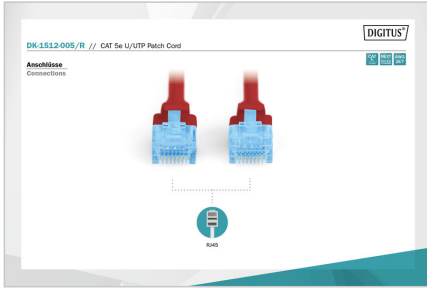 DIGITUS®
DK-1512-005/R // CAT 5e U/UTP Patch Cord
Anschlüsse
Connections
RJ45